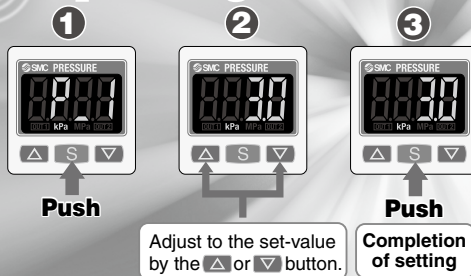 1
2
3
SMC PRESSURE
P_1
OUT1 kPa MPa OUT2
S
Push
SMC PRESSURE
3.0
OUT1 kPa MPa OUT2
S
Adjust to the set-value
by the △ or ▽ button.
SMC PRESSURE
3.0
OUT1 kPa MPa OUT2
S
Push
Completion
of setting